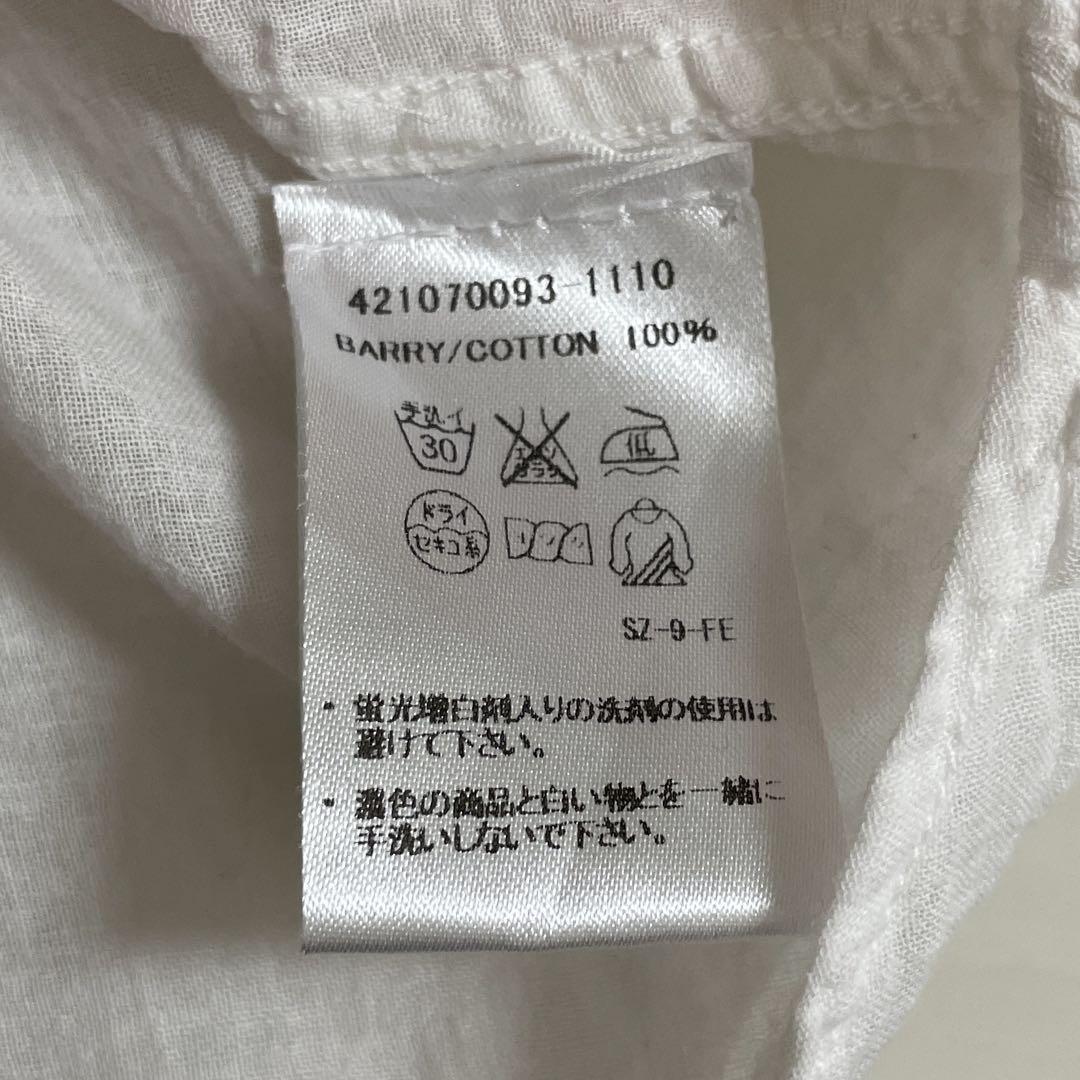 421070093-1110
BARRY/COTTON 100%
手洗イ
30
エンソ
サラシ
低
ドライ
セキユ系
SZ-9-FE
・蛍光増白剤入りの洗剤の使用は
避けて下さい。
・濃色の商品と白い物とを一緒に
手洗いしないで下さい。